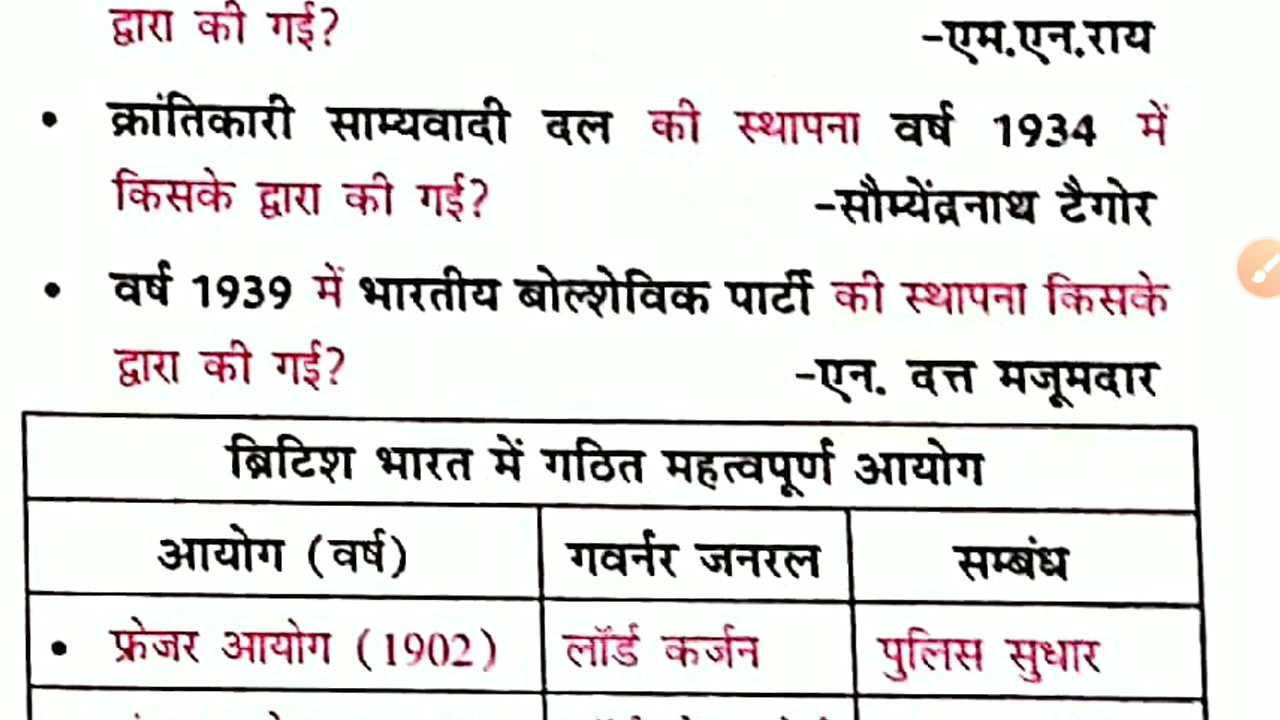 द्वारा की गई? -एम.एन.राय
• क्रांतिकारी साम्यवादी दल की स्थापना वर्ष 1934 में
किसके द्वारा की गई? -सौम्येंद्रनाथ टैगोर
• वर्ष 1939 में भारतीय बोल्शेविक पार्टी की स्थापना किसके
द्वारा की गई? -एन. दत्त मजूमदार
ब्रिटिश भारत में गठित महत्वपूर्ण आयोग
आयोग (वर्ष) गवर्नर जनरल सम्बंध
• फ्रेजर आयोग (1902) लॉर्ड कर्जन पुलिस सुधार